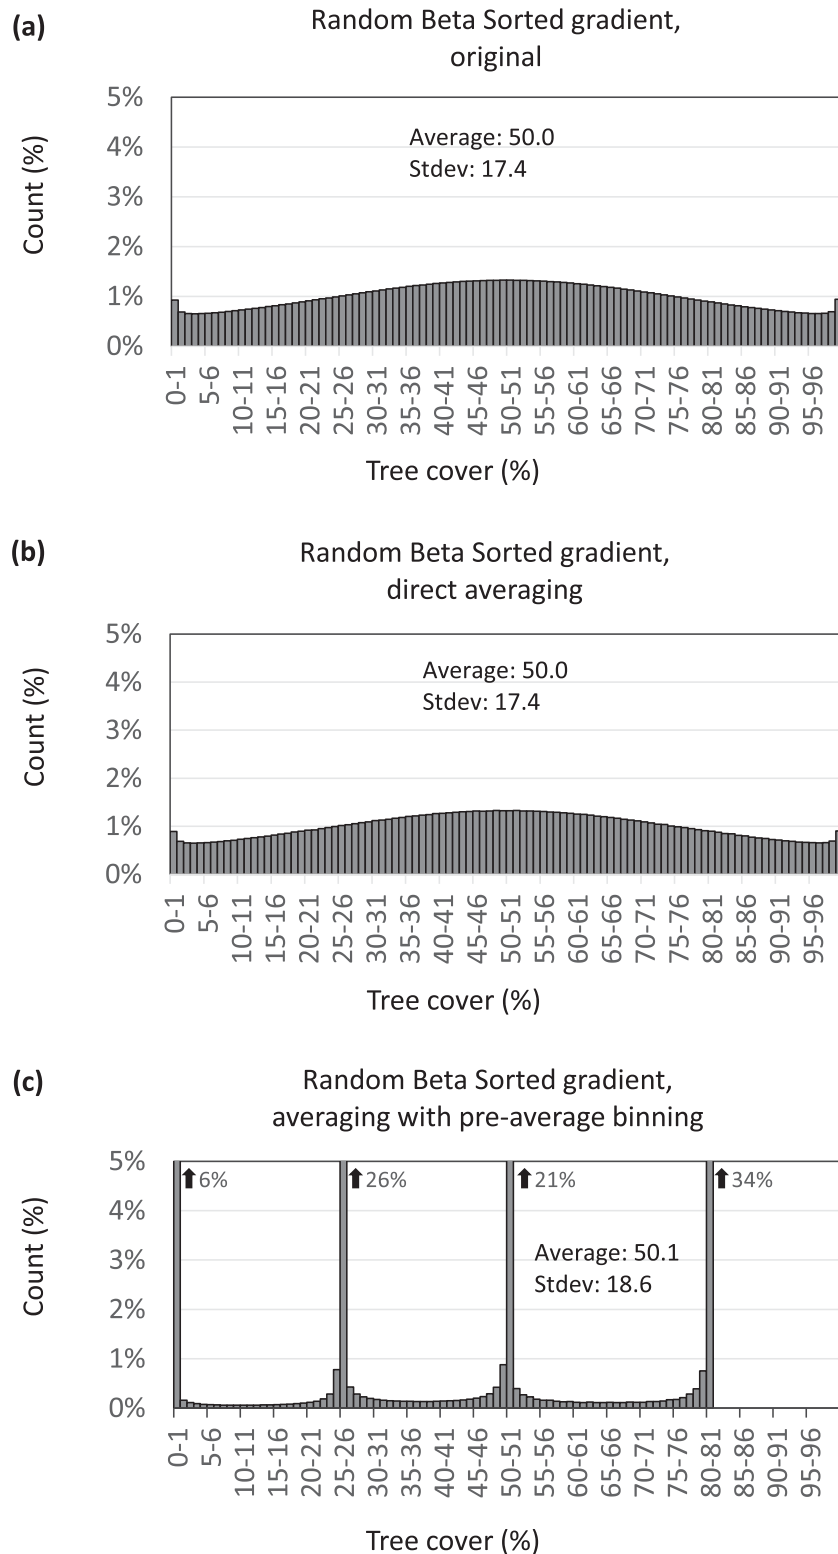 (a)
Random Beta Sorted gradient,
original
Count (%)
5%
4%
3%
2%
1%
0%
Average: 50.0
Stdev: 17.4
0-1 5-6 10-11 15-16 20-21 25-26 30-31 35-36 40-41 45-46 50-51 55-56 60-61 65-66 70-71 75-76 80-81 85-86 90-91 95-96
Tree cover (%)
(b)
Random Beta Sorted gradient,
direct averaging
Count (%)
5%
4%
3%
2%
1%
0%
Average: 50.0
Stdev: 17.4
0-1 5-6 10-11 15-16 20-21 25-26 30-31 35-36 40-41 45-46 50-51 55-56 60-61 65-66 70-71 75-76 80-81 85-86 90-91 95-96
Tree cover (%)
(c)
Random Beta Sorted gradient,
averaging with pre-average binning
Count (%)
5%
4%
3%
2%
1%
0%
6% 26% 21% 34%
Average: 50.1
Stdev: 18.6
0-1 5-6 10-11 15-16 20-21 25-26 30-31 35-36 40-41 45-46 50-51 55-56 60-61 65-66 70-71 75-76 80-81 85-86 90-91 95-96
Tree cover (%)